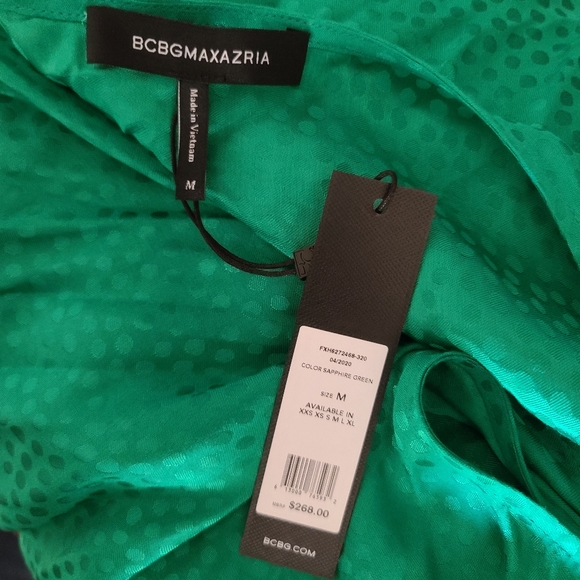 BCBGMAXAZRIA
Made in Vietnam
M
FXH6272468-320
04/2020
COLOR SAPPHIRE GREEN
SIZE M
AVAILABLE IN
XXS XS S M L XL
$268.00
BCBG.COM